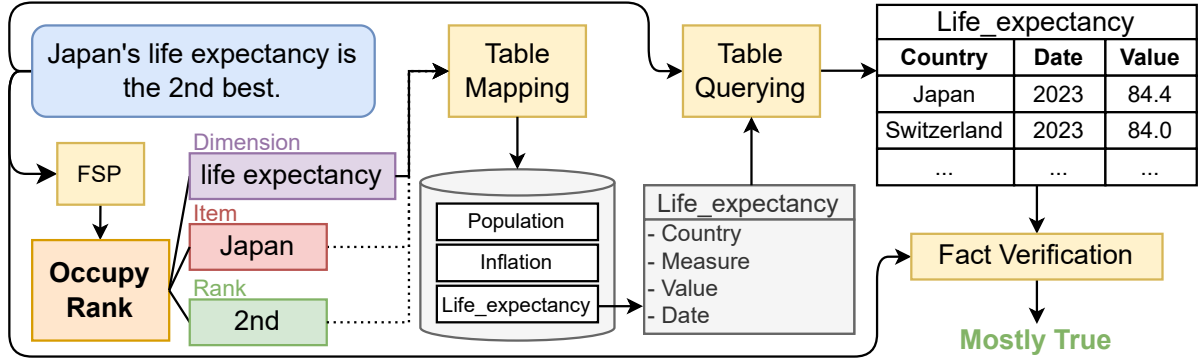 Japan's life expectancy is
the 2nd best.
FSP
Occupy
Rank
Dimension
life expectancy
Item
Japan
Rank
2nd
Table
Mapping
Population
Inflation
Life_expectancy
Table
Querying
Life_expectancy
- Country
- Measure
- Value
- Date
Life_expectancy
Country Date Value
Japan 2023 84.4
Switzerland 2023 84.0
... ... ...
Fact Verification
Mostly True